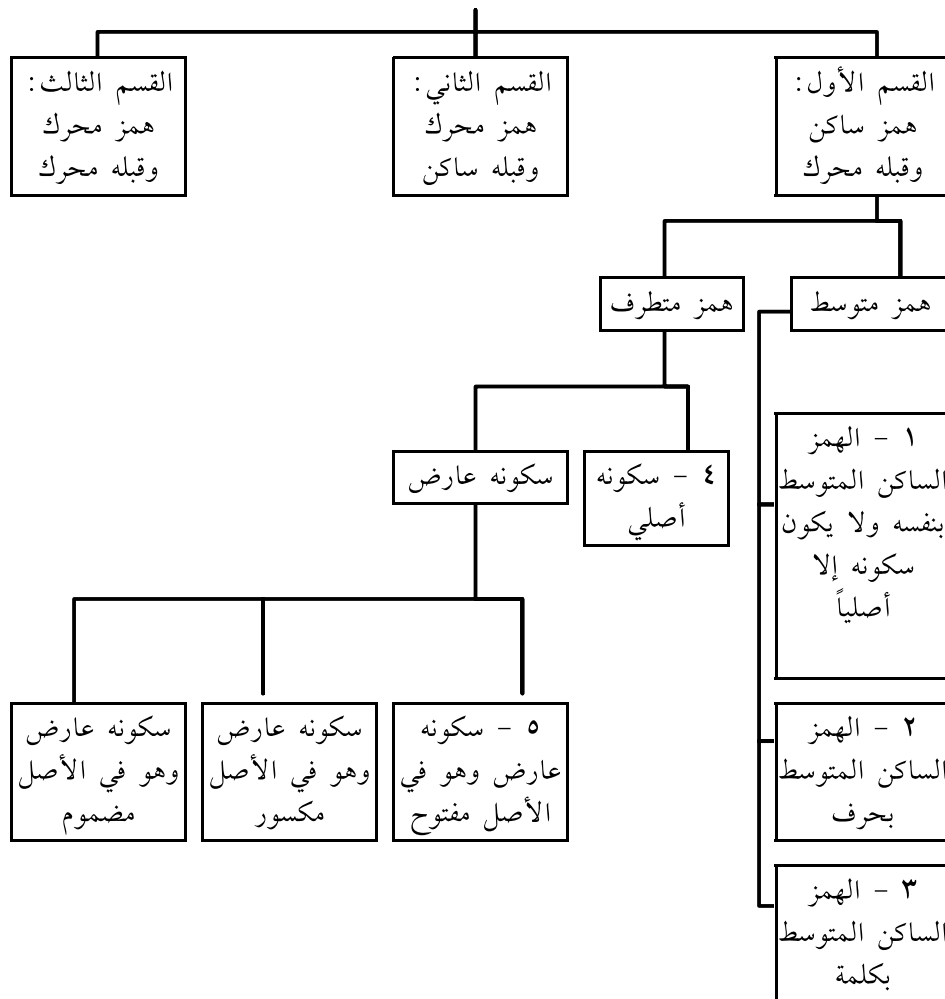 القسم الأول:
همز ساكن
وقبله محرك
القسم الثاني:
همز محرك
وقبله ساكن
القسم الثالث:
همز محرك
وقبله محرك
همز متوسط
همز متطرف
١ - الهمز
الساكن المتوسط
بنفسه ولا يكون
سكونه إلا
أصلياً
٤ - سكونه
أصلي
سكونه عارض
٢ - الهمز
الساكن المتوسط
بحرف
٥ - سكونه
عارض وهو في
الأصل مفتوح
سكونه عارض
وهو في الأصل
مكسور
سكونه عارض
وهو في الأصل
مضموم
٣ - الهمز
الساكن المتوسط
بكلمة